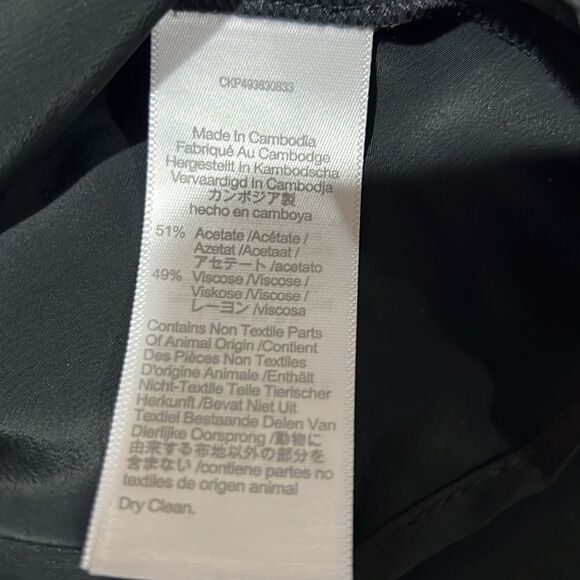 CKP493630833
Made In Cambodia
Fabriqué Au Cambodge
Hergestellt In Kambodscha
Vervaardigd In Cambodja
カンボジア製
hecho en camboya
51% Acetate /Acétate /
Azetat /Acetaat /
アセテート /acetato
49% Viscose /Viscose /
Viskose /Viscose /
レーヨン /viscosa
Contains Non Textile Parts
Of Animal Origin /Contient
Des Pièces Non Textiles
D'origine Animale /Enthält
Nicht-Textile Teile Tierischer
Herkunft /Bevat Niet Uit
Textiel Bestaande Delen Van
Dierlijke Oorsprong /動物に
由来する布地以外の部分を
含まない /contiene partes no
textiles de origen animal
Dry Clean.